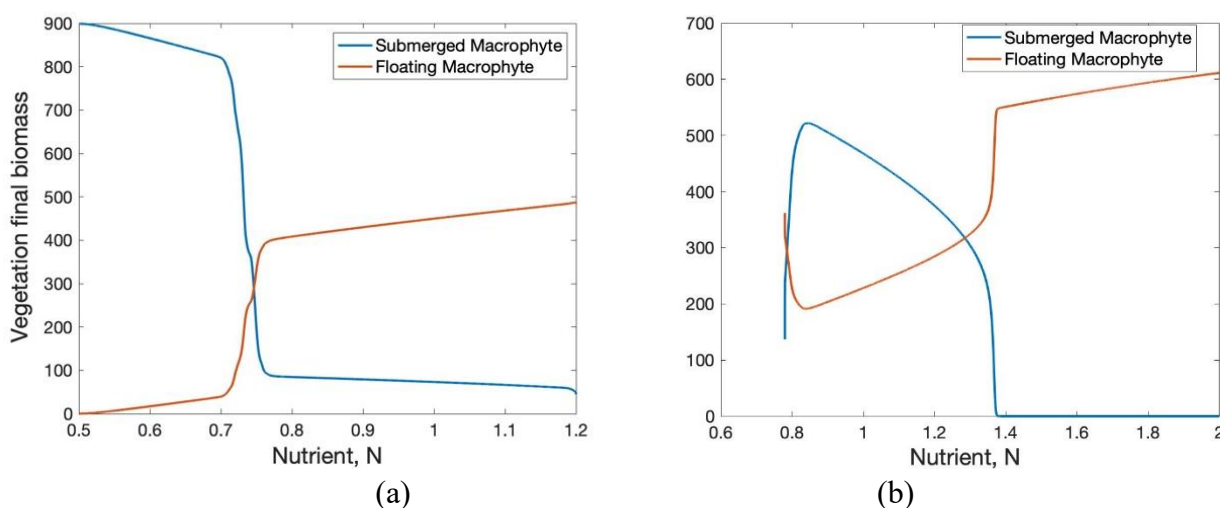 Vegetation final biomass
900
800
700
600
500
400
300
200
100
0
Submerged Macrophyte
Floating Macrophyte
0.5 0.6 0.7 0.8 0.9 1 1.1 1.2
Nutrient, N
(a)
700
600
500
400
300
200
100
0
Submerged Macrophyte
Floating Macrophyte
0.6 0.8 1 1.2 1.4 1.6 1.8 2
Nutrient, N
(b)